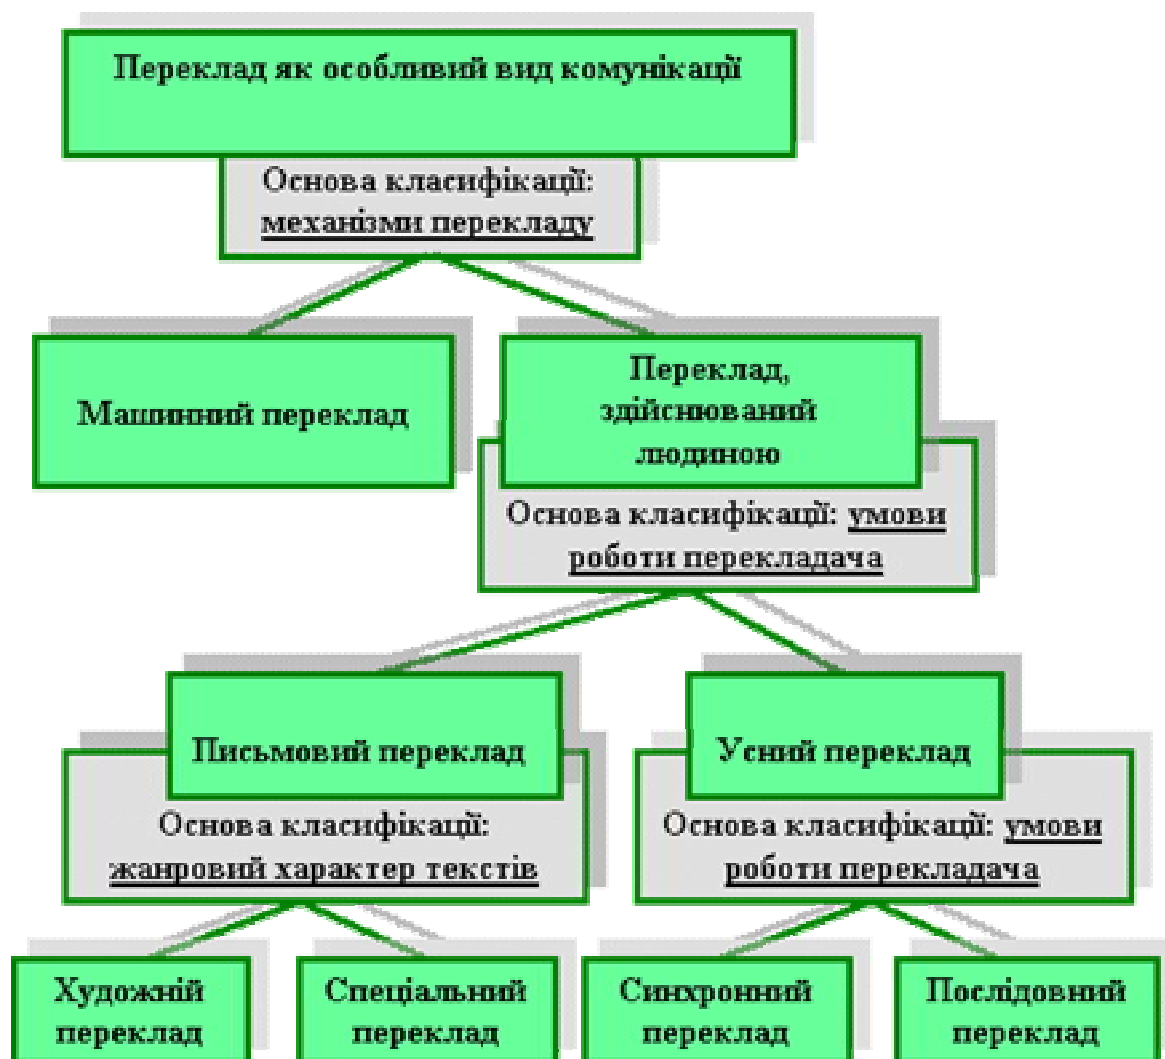 Переклад як особливий вид комунікації
Основа класифікації:
механізми перекладу
Машинний переклад
Переклад,
здійснюваний
людиною
Основа класифікації: умови
роботи перекладача
Письмовий переклад
Основа класифікації:
жанровий характер текстів
Усний переклад
Основа класифікації: умови
роботи перекладача
Художній
переклад
Спеціальний
переклад
Синхронний
переклад
Послідовний
переклад